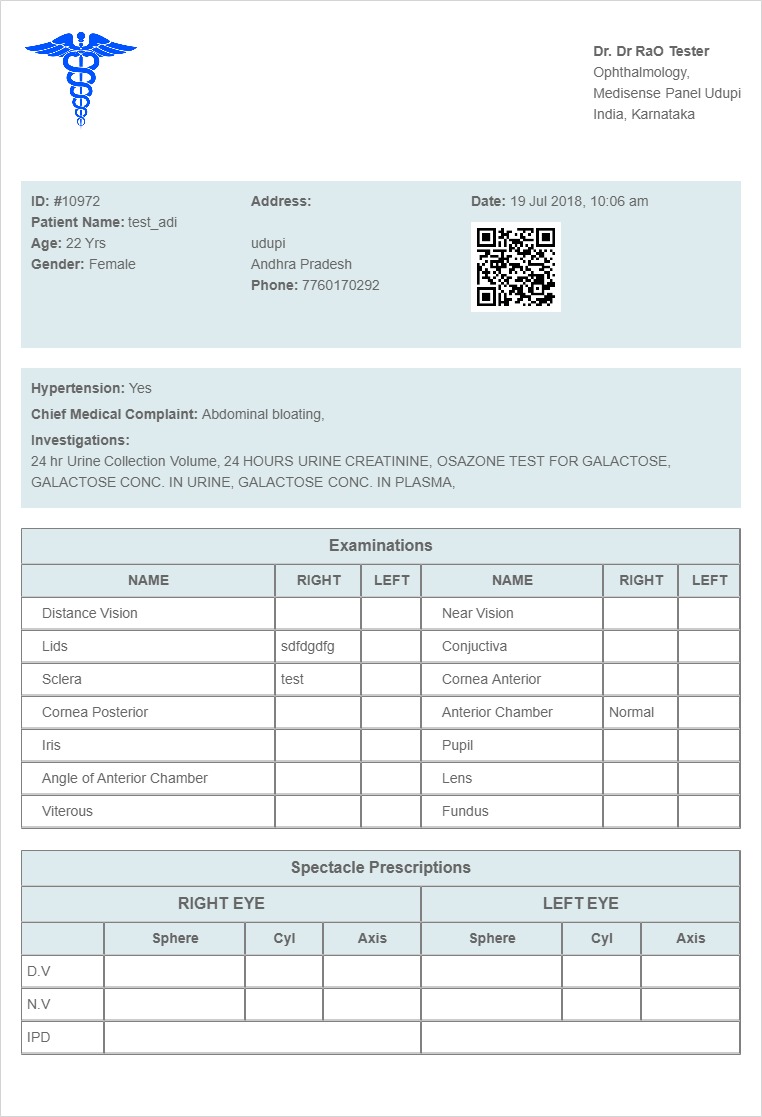 Dr. Dr RaO Tester
Ophthalmology,
Medisense Panel Udupi
India, Karnataka
ID: #10972
Patient Name: test_adi
Age: 22 Yrs
Gender: Female
Address:
udupi
Andhra Pradesh
Phone: 7760170292
Date: 19 Jul 2018, 10:06 am
Hypertension: Yes
Chief Medical Complaint: Abdominal bloating,
Investigations:
24 hr Urine Collection Volume, 24 HOURS URINE CREATININE, OSAZONE TEST FOR GALACTOSE,
GALACTOSE CONC. IN URINE, GALACTOSE CONC. IN PLASMA,
Examinations
NAME RIGHT LEFT NAME RIGHT LEFT
Distance Vision Near Vision
Lids sdfdgdfg Conjuctiva
Sclera test Cornea Anterior
Cornea Posterior Anterior Chamber Normal
Iris Pupil
Angle of Anterior Chamber Lens
Viterous Fundus
Spectacle Prescriptions
RIGHT EYE LEFT EYE
Sphere Cyl Axis Sphere Cyl Axis
D.V
N.V
IPD